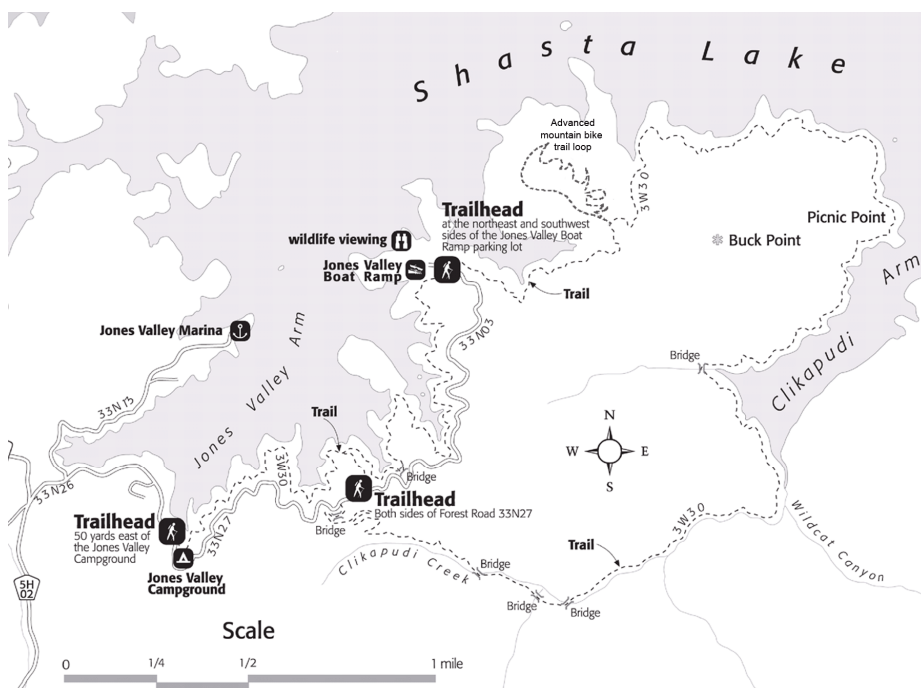 Shasta Lake
Advanced
mountain bike
trail loop
3W30
Trailhead
at the northeast and southwest
sides of the Jones Valley Boat
Ramp parking lot
Picnic Point
wildlife viewing
Buck Point
Jones Valley
Boat Ramp
Clikapudi Arm
Trail
Jones Valley Marina
33N03
Jones Valley Arm
Bridge
33N15
Trail
N
W E
S
3W30
Bridge
33N26
Trailhead
Both sides of Forest Road 33N27
33N27
Trailhead
50 yards east of
the Jones Valley
Campground
Bridge
3W30
Wildcat Canyon
Trail
Clikapudi Creek
Bridge
Jones Valley
Campground
5H
02
Bridge
Bridge
Scale
0 1/4 1/2 1 mile